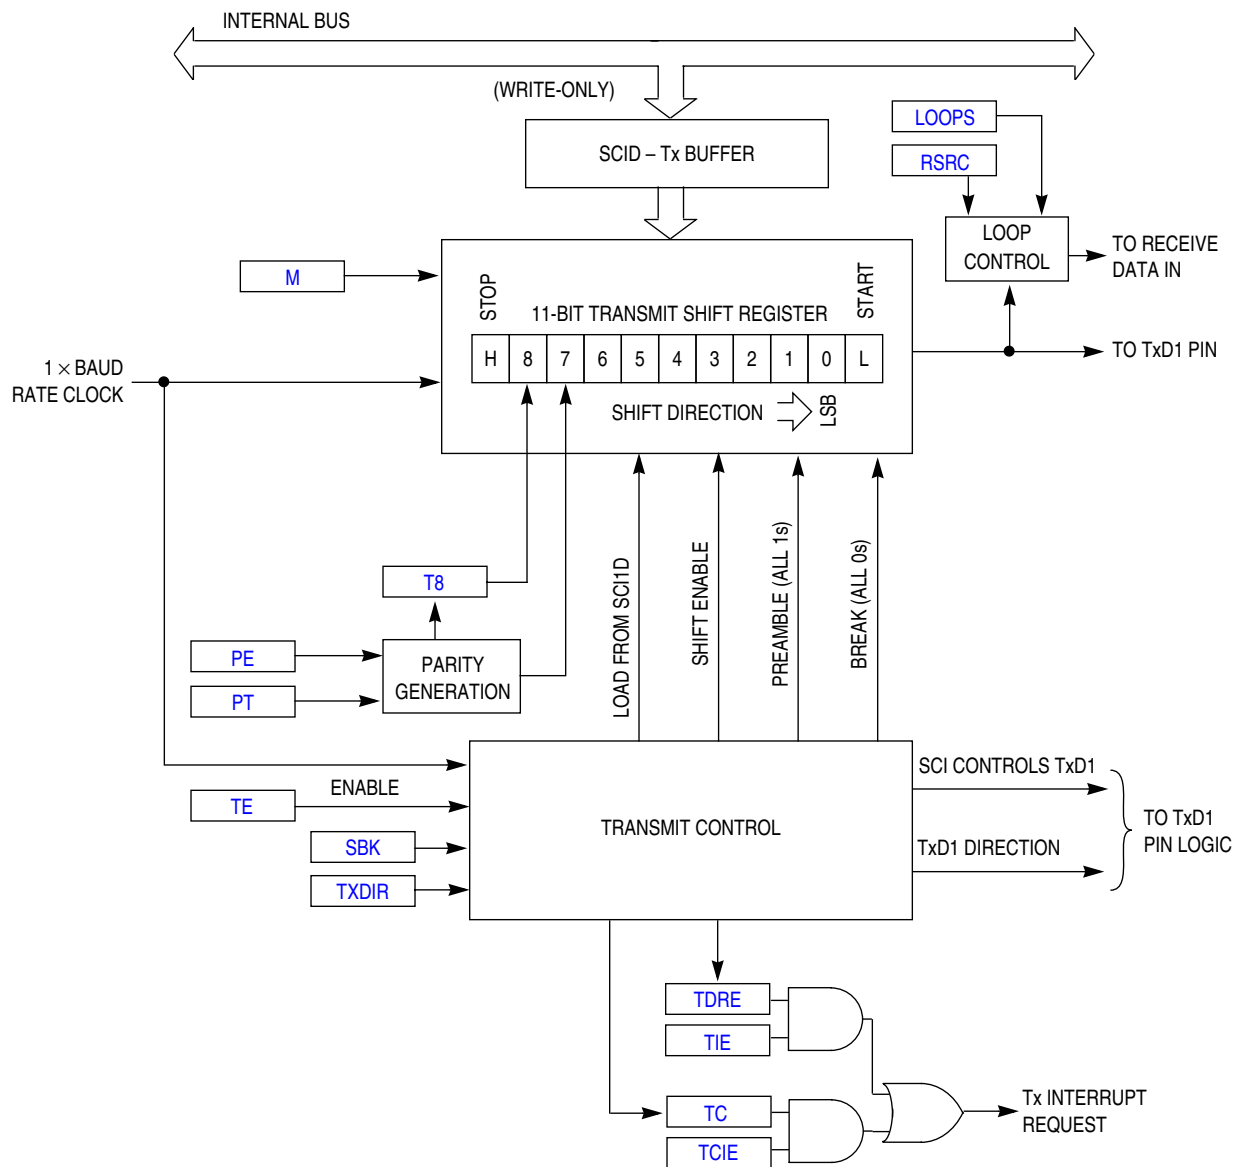 INTERNAL BUS
(WRITE-ONLY)
SCID – Tx BUFFER
LOOPS
RSRC
LOOP
CONTROL
TO RECEIVE
DATA IN
M
STOP
11-BIT TRANSMIT SHIFT REGISTER
START
H 8 7 6 5 4 3 2 1 0 L
TO TxD1 PIN
1 × BAUD
RATE CLOCK
SHIFT DIRECTION
LSB
T8
PE
PT
PARITY
GENERATION
LOAD FROM SCI1D
SHIFT ENABLE
PREAMBLE (ALL 1s)
BREAK (ALL 0s)
TE
ENABLE
SBK
TXDIR
TRANSMIT CONTROL
SCI CONTROLS TxD1
TxD1 DIRECTION
TO TxD1
PIN LOGIC
TDRE
TIE
TC
TCIE
Tx INTERRUPT
REQUEST